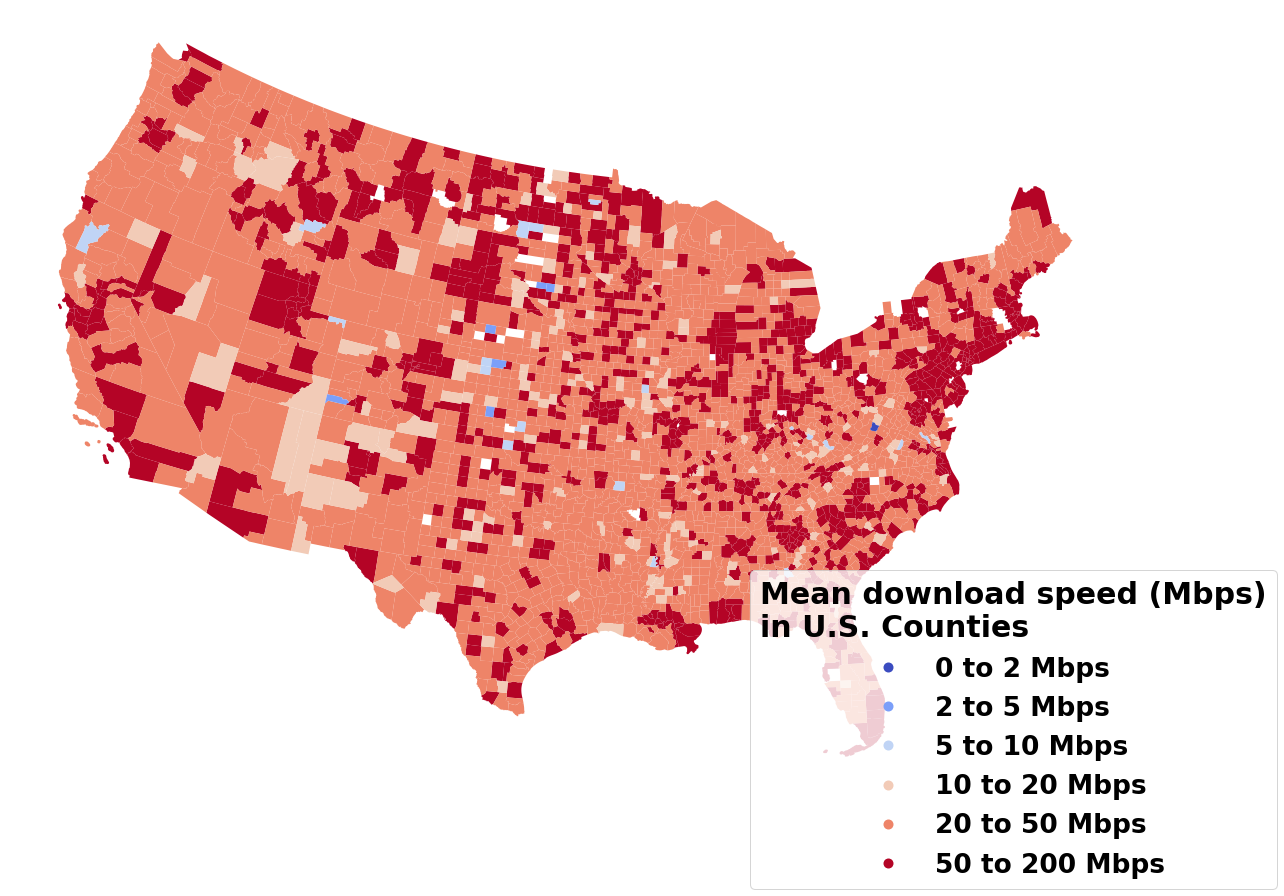 Mean download speed (Mbps)
in U.S. Counties
0 to 2 Mbps
2 to 5 Mbps
5 to 10 Mbps
10 to 20 Mbps
20 to 50 Mbps
50 to 200 Mbps